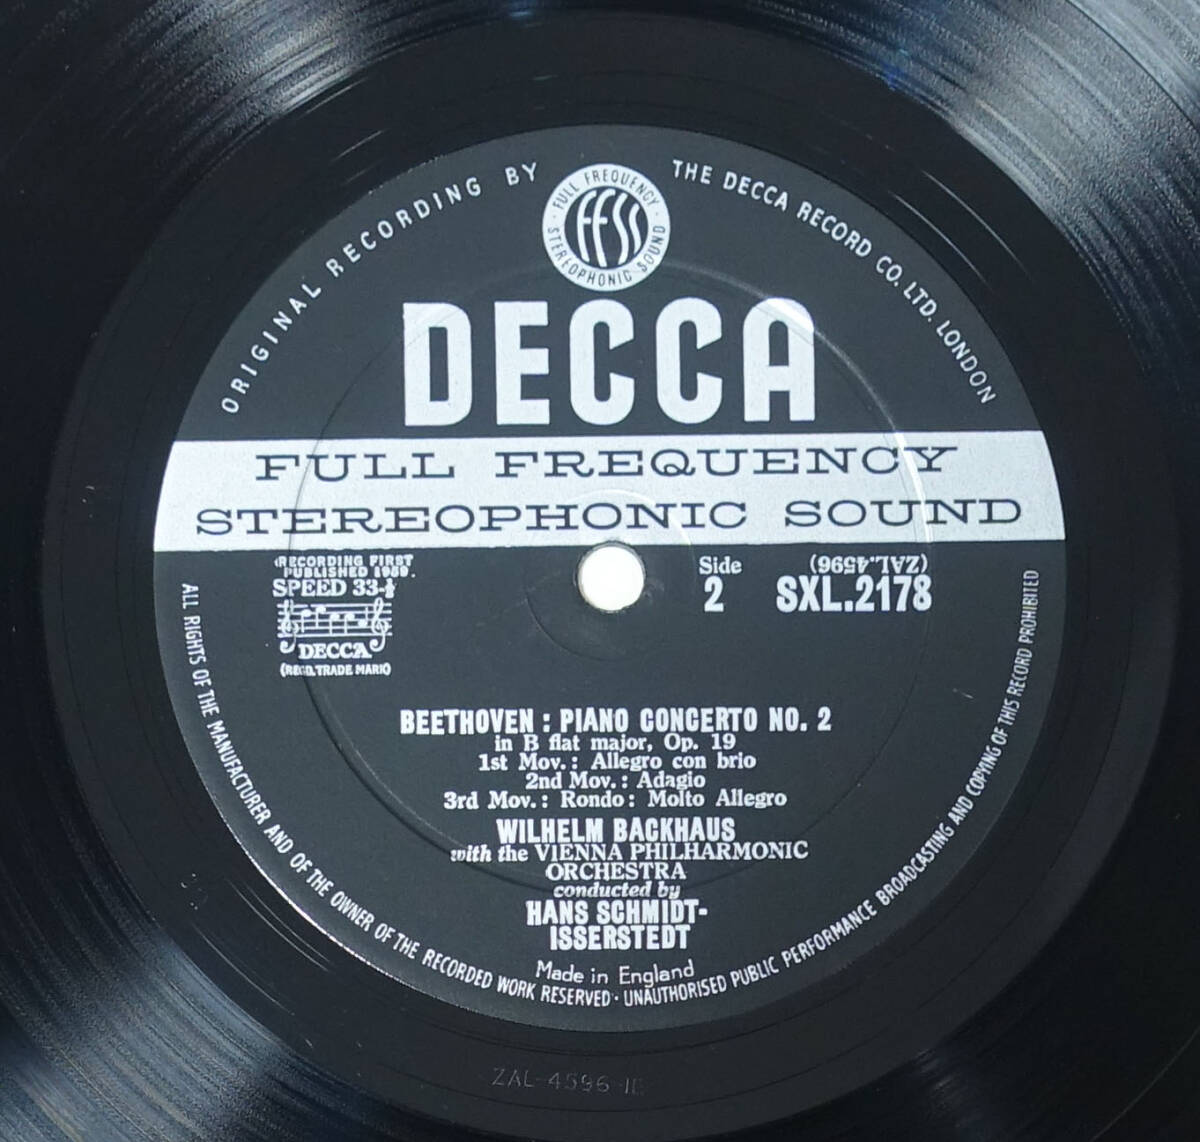 ORIGINAL RECORDING BY THE DECCA RECORD CO. LTD. LONDON
FULL FREQUENCY · STEREOPHONIC SOUND ·
FFSS
DECCA
FULL FREQUENCY
STEREOPHONIC SOUND
(RECORDING FIRST
PUBLISHED 1959.
SPEED 33⅓
DECCA
(REGD. TRADE MARK)
Side
2
(ZAL.4596)
SXL.2178
BEETHOVEN : PIANO CONCERTO NO. 2
in B flat major, Op. 19
1st Mov. : Allegro con brio
2nd Mov. : Adagio
3rd Mov. : Rondo : Molto Allegro
WILHELM BACKHAUS
with the VIENNA PHILHARMONIC
ORCHESTRA
conducted by
HANS SCHMIDT-
ISSERSTEDT
Made in England
ALL RIGHTS OF THE MANUFACTURER AND OF THE OWNER OF THE RECORDED WORK RESERVED · UNAUTHORISED PUBLIC PERFORMANCE BROADCASTING AND COPYING OF THIS RECORD PROHIBITED
ZAL-4596-1E